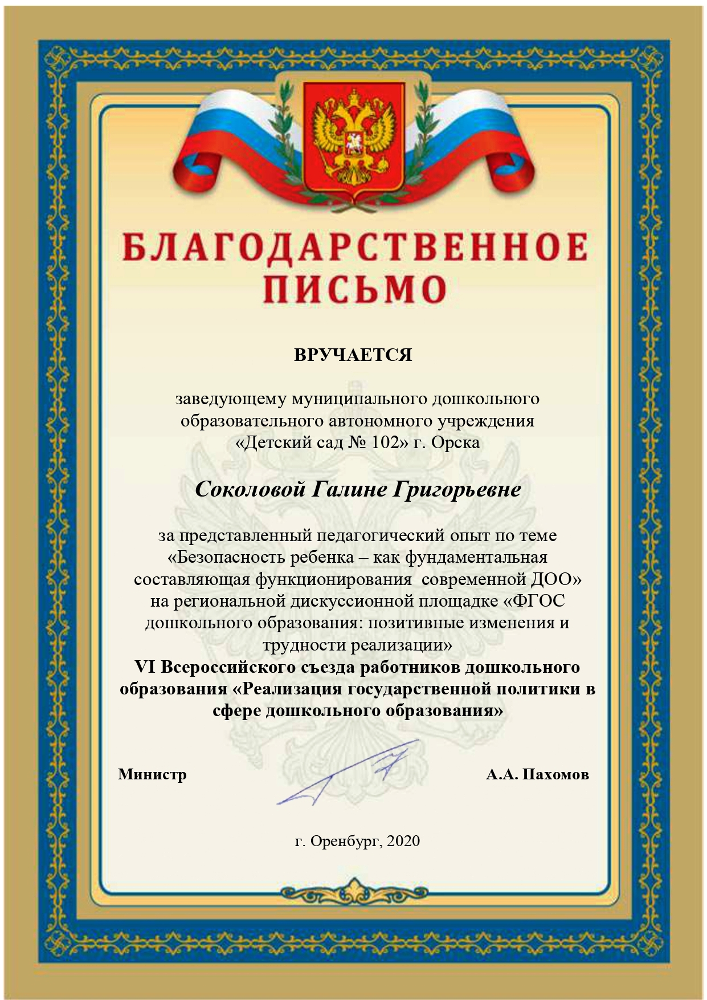 БЛАГОДАРСТВЕННОЕ
ПИСЬМО
ВРУЧАЕТСЯ
заведующему муниципального дошкольного
образовательного автономного учреждения
«Детский сад № 102» г. Орска
Соколовой Галине Григорьевне
за представленный педагогический опыт по теме
«Безопасность ребенка – как фундаментальная
составляющая функционирования  современной ДОО»
на региональной дискуссионной площадке «ФГОС
дошкольного образования: позитивные изменения и
трудности реализации»
VI Всероссийского съезда работников дошкольного
образования «Реализация государственной политики в
сфере дошкольного образования»
Министр А.А. Пахомов
г. Оренбург, 2020